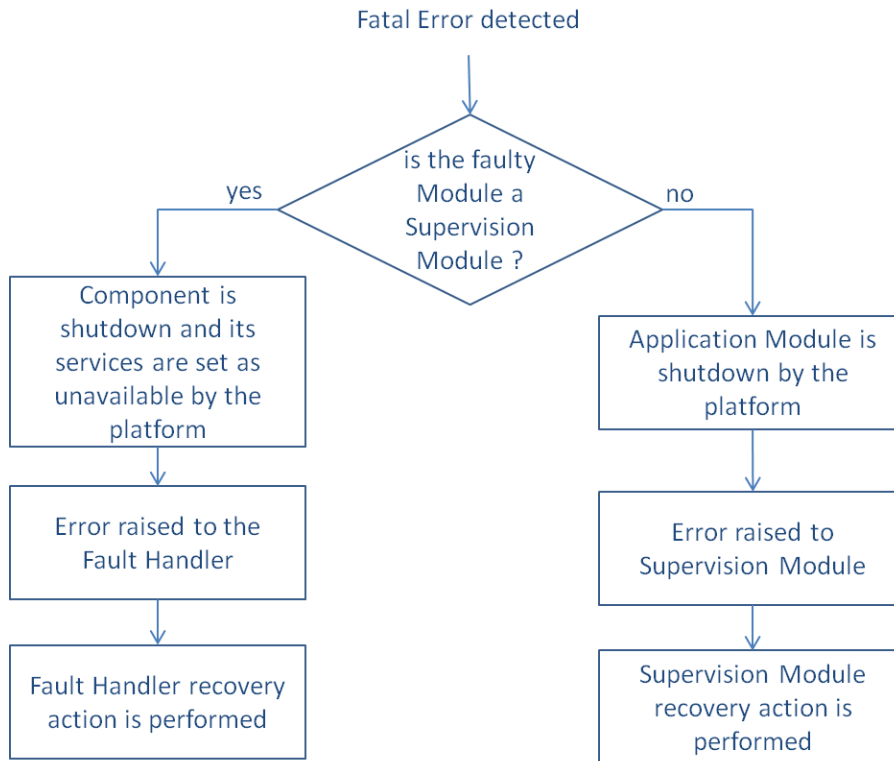 Fatal Error detected
is the faulty
Module a
Supervision
Module ?
yes
no
Component is
shutdown and its
services are set as
unavailable by the
platform
Application Module is
shutdown by the
platform
Error raised to the
Fault Handler
Error raised to
Supervision Module
Fault Handler recovery
action is performed
Supervision Module
recovery action is
performed